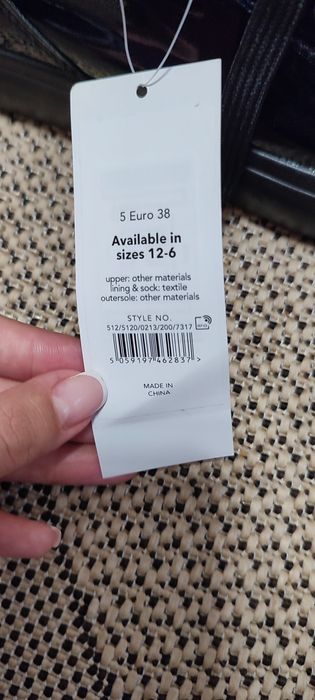 5 Euro 38
Available in
sizes 12-6
upper: other materials
lining & sock: textile
outersole: other materials
STYLE NO.
512/5120/0213/200/7317
5 059197 462837 >
MADE IN
CHINA